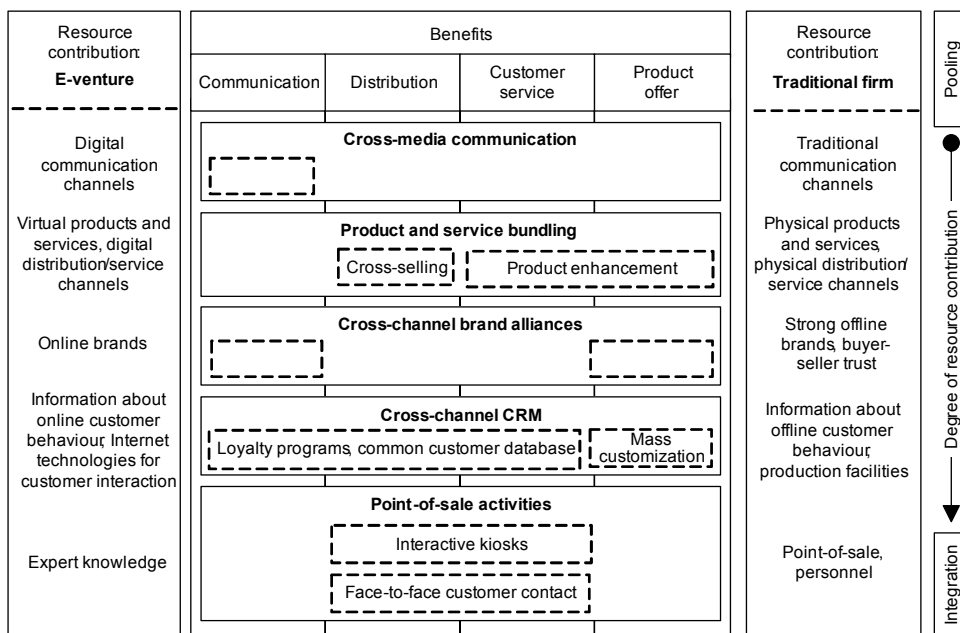 Resource
contribution:
E-venture
Benefits
Communication
Distribution
Customer
service
Product
offer
Resource
contribution:
Traditional firm
Pooling
Digital
communication
channels
Cross-media communication
Traditional
communication
channels
Virtual products and
services, digital
distribution/service
channels
Product and service bundling
Cross-selling
Product enhancement
Physical products
and services,
physical distribution/
service channels
Online brands
Cross-channel brand alliances
Strong offline
brands, buyer-
seller trust
Information about
online customer
behaviour, Internet
technologies for
customer interaction
Cross-channel CRM
Loyalty programs, common customer database
Mass
customization
Information about
offline customer
behaviour,
production facilities
Expert knowledge
Point-of-sale activities
Interactive kiosks
Face-to-face customer contact
Point-of-sale,
personnel
Degree of resource contribution
Integration